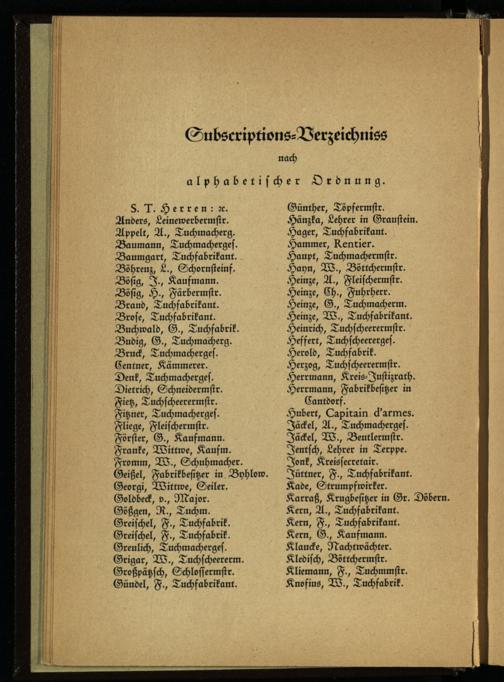 Subscriptions-Verzeichniss
nach
alphabetischer Ordnung.
S. T. Herren: ꝛc.
Anders, Leinewerbermstr.
Appelt, A., Tuchmacherg.
Baumann, Tuchmacherges.
Baumgart, Tuchfabrikant.
Böhrenz, L., Schornsteinf.
Bösig, J., Kaufmann.
Bösig, H., Färbermstr.
Brand, Tuchfabrikant.
Brose, Tuchfabrikant.
Buchwald, G., Tuchfabrik.
Budig, G., Tuchmacherg.
Bruck, Tuchmacherges.
Centner, Kämmerer.
Denk, Tuchmacherges.
Dietrich, Schneidermstr.
Fietz, Tuchscheerermstr.
Fitzner, Tuchmacherges.
Fliege, Fleischermstr.
Förster, G., Kaufmann.
Franke, Wittwe, Kaufm.
Fromm, W., Schuhmacher.
Geißel, Fabrikbesitzer in Byhlow.
Georgi, Wittwe, Seiler.
Goldbeck, v., Major.
Gößgen, R., Tuchm.
Greischel, F., Tuchfabrik.
Greischel, F., Tuchfabrik.
Grenlich, Tuchmacherges.
Grigar, W., Tuchscheererm.
Großpätzsch, Schlossermstr.
Gündel, F., Tuchfabrikant.
Günther, Töpfermstr.
Hänzka, Lehrer in Graustein.
Hager, Tuchfabrikant.
Hammer, Rentier.
Haupt, Tuchmachermstr.
Hayn, W., Böttchermstr.
Heinze, A., Fleischermstr.
Heinze, Ch., Fuhrherr.
Heinze, G., Tuchmacherm.
Heinze, W., Tuchfabrikant.
Heinrich, Tuchscheerermstr.
Heffert, Tuchscheererges.
Herold, Tuchfabrik.
Herzog, Tuchscheerermstr.
Herrmann, Kreis-Justizrath.
Herrmann, Fabrikbesitzer in
Cantdorf.
Hubert, Capitain d'armes.
Jäckel, A., Tuchmacherges.
Jäckel, W., Beutlermstr.
Jentsch, Lehrer in Terppe.
Jonk, Kreissecretair.
Jüttner, F., Tuchfabrikant.
Kade, Strumpfwirker.
Karraß, Krugbesitzer in Gr. Döbern.
Kern, A., Tuchfabrikant.
Kern, F., Tuchfabrikant.
Kern, G., Kaufmann.
Klaucke, Nachtwächter.
Kledisch, Böttchermstr.
Kliemann, F., Tuchmmstr.
Knofius, W., Tuchfabrik.